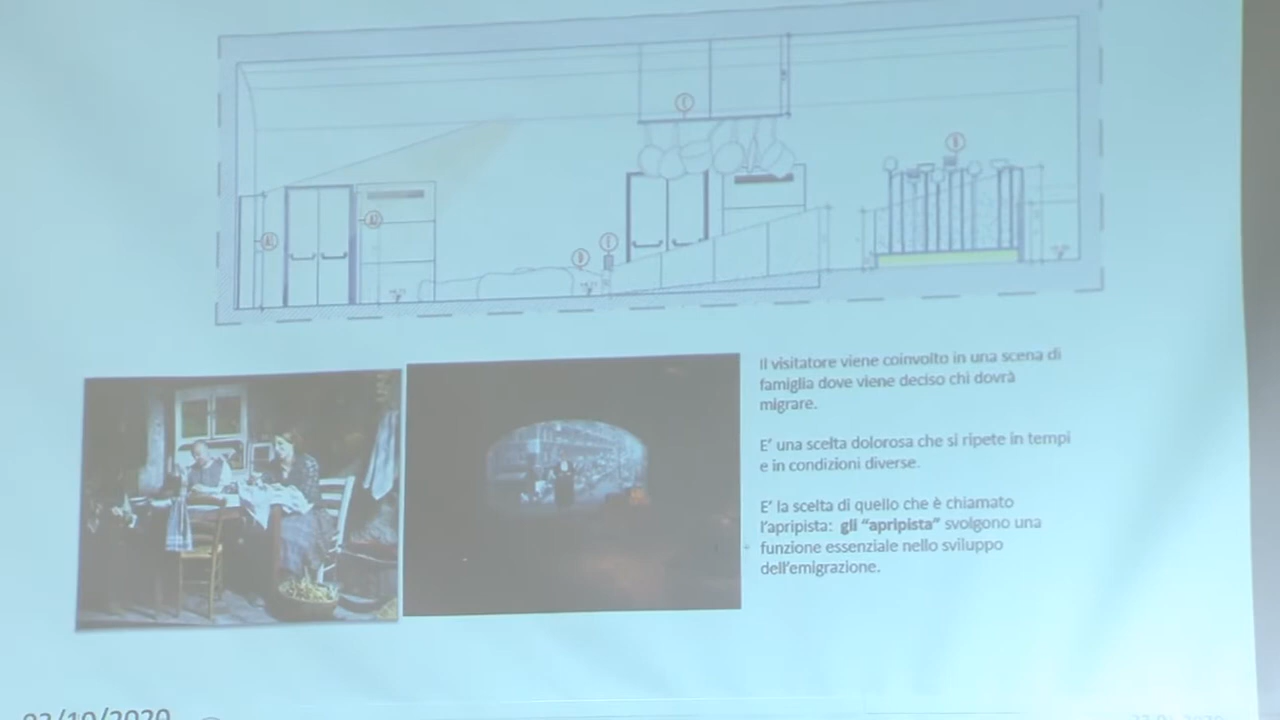 Il visitatore viene coinvolto in una scena di
famiglia dove viene deciso chi dovrà
migrare.
E' una scelta dolorosa che si ripete in tempi
e in condizioni diverse.
E' la scelta di quello che è chiamato
l'apripista: gli "apripista" svolgono una
funzione essenziale nello sviluppo
dell'emigrazione.